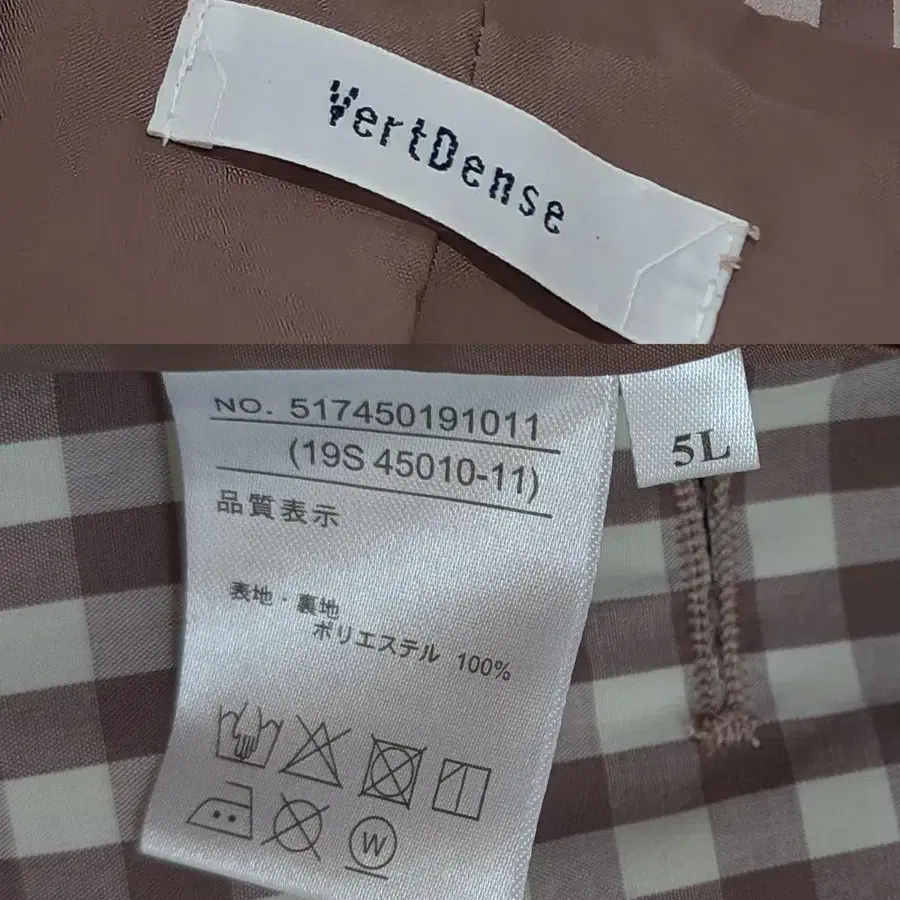 VertDense
NO. 517450191011
(19S 45010-11)
5L
品質表示
表地・裏地
ポリエステル 100%
W